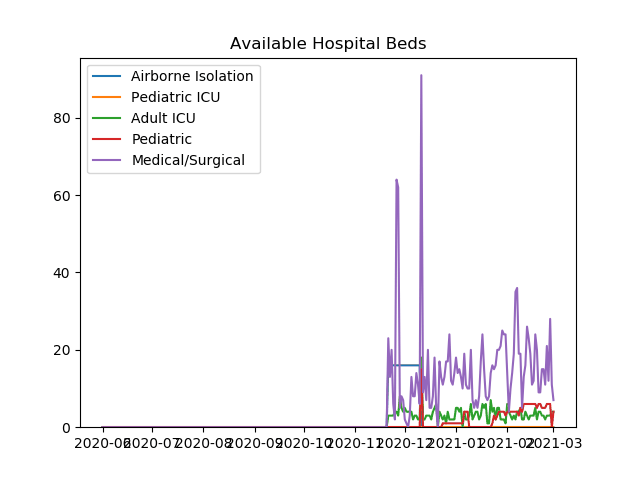 Available Hospital Beds
Airborne Isolation
Pediatric ICU
Adult ICU
Pediatric
Medical/Surgical
80
60
40
20
0
2020-06 2020-07 2020-08 2020-09 2020-10 2020-11 2020-12 2021-01 2021-02 2021-03